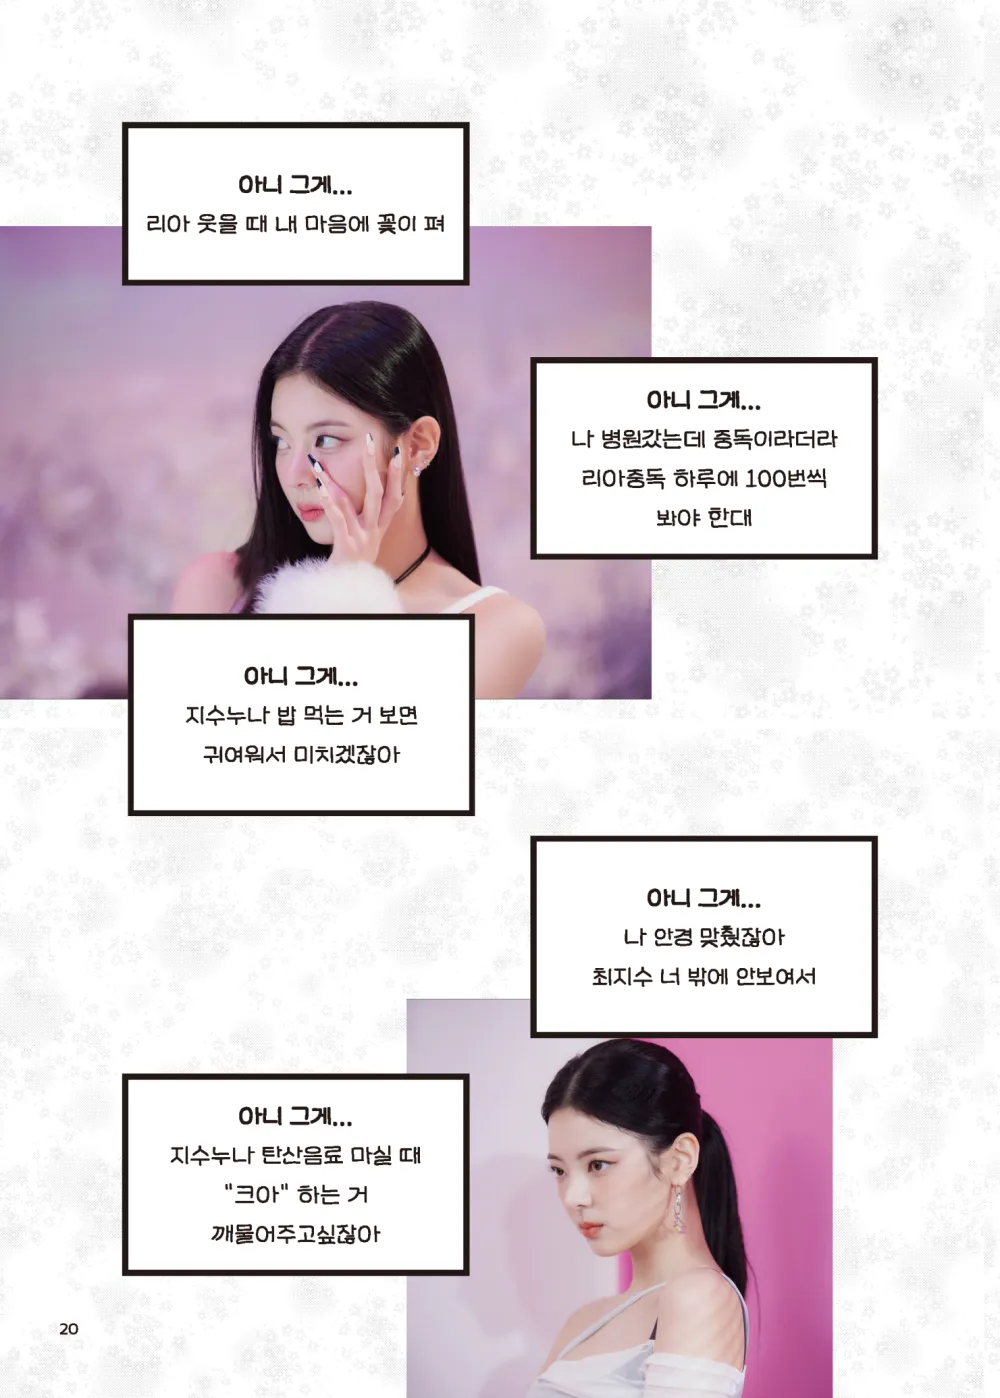 아니 그게...
리아 웃을 때 내 마음에 꽃이 펴
아니 그게...
나 병원갔는데 중독이라더라
리아중독 하루에 100번씩
봐야 한대
아니 그게...
지수누나 밥 먹는 거 보면
귀여워서 미치겠잖아
아니 그게...
나 안경 맞췄잖아
최지수 너 밖에 안보여서
아니 그게...
지수누나 탄산음료 마실 때
"크아" 하는 거
깨물어주고싶잖아
20